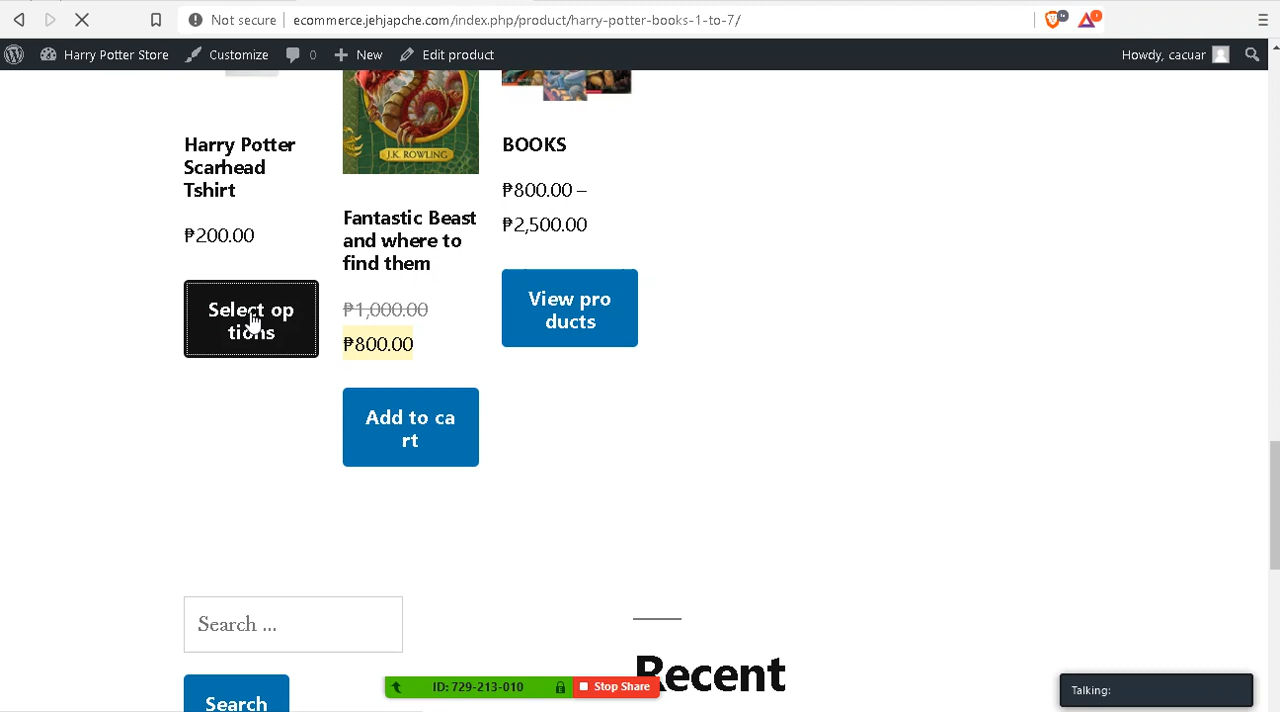 Not secure
ecommerce.jehjapche.com/index.php/product/harry-potter-books-1-to-7/
Harry Potter Store
Customize
0
New
Edit product
Howdy, cacuar
J.K. ROWLING
Harry Potter
Scarhead
Tshirt
₱200.00
Select op
tions
Fantastic Beast
and where to
find them
₱1,000.00
₱800.00
Add to ca
rt
BOOKS
₱800.00 –
₱2,500.00
View pro
ducts
Search ...
Search
Recent
ID: 729-213-010
Stop Share
Talking: